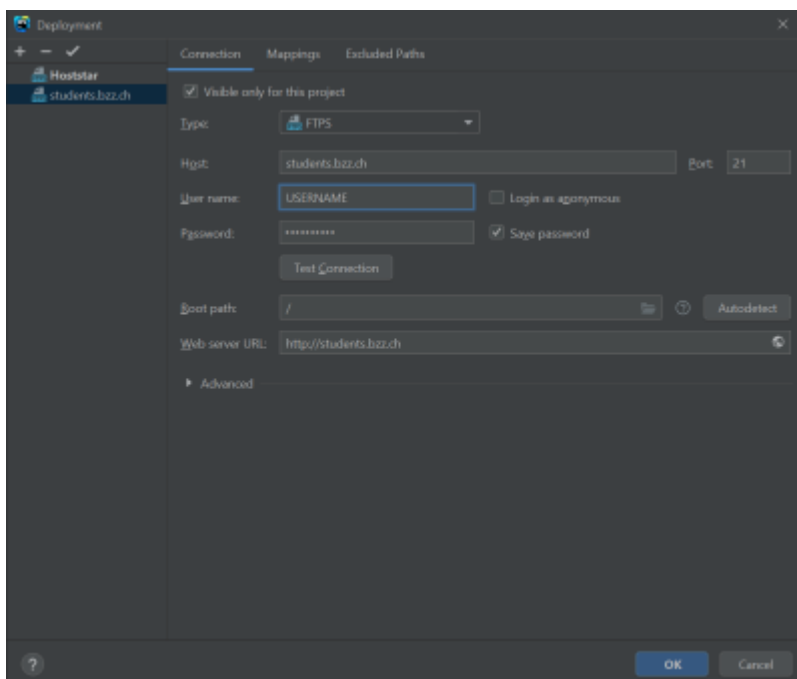 Deployment
Connection Mappings Excluded Paths
Hoststar
students.bzz.ch
Visible only for this project
Type: FTPS
Host: students.bzz.ch Port: 21
User name: USERNAME Login as anonymous
Password: •••••••••• Save password
Test Connection
Root path: / Autodetect
Web server URL: http://students.bzz.ch
Advanced
? OK Cancel